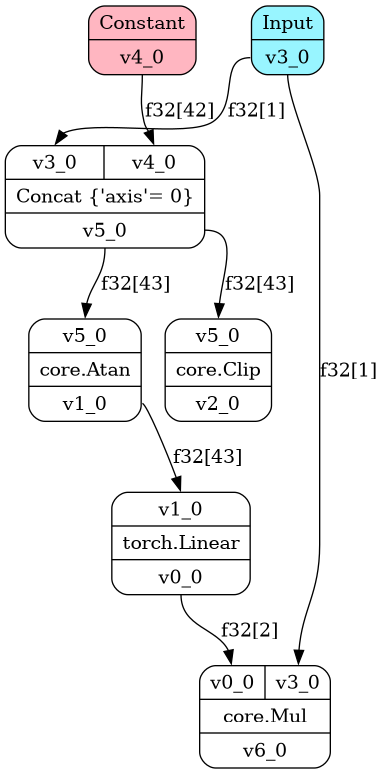 Constant
v4_0
Input
v3_0
f32[42]
f32[1]
v3_0
v4_0
Concat {'axis'= 0}
v5_0
f32[43]
f32[43]
v5_0
core.Atan
v1_0
v5_0
core.Clip
v2_0
f32[1]
f32[43]
v1_0
torch.Linear
v0_0
f32[2]
v0_0
v3_0
core.Mul
v6_0